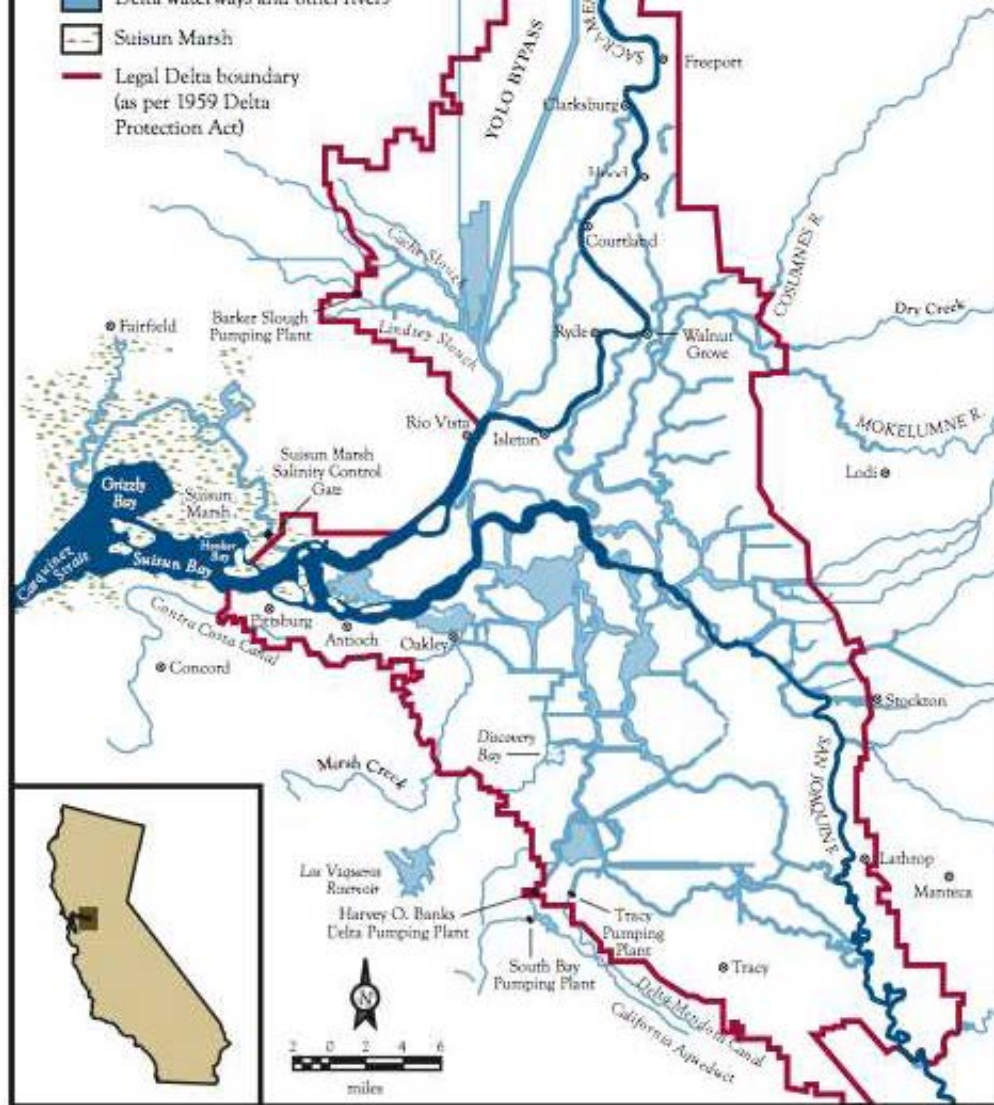 Delta waterways and other rivers
Suisun Marsh
Legal Delta boundary
(as per 1959 Delta
Protection Act)
YOLO BYPASS
SACRAMEN
Freeport
Clarksburg
Hood
Courtland
Cache Slough
COSUMNES R.
Barker Slough
Pumping Plant
Lindsey Slough
Fairfield
Ryde
Walnut
Grove
Dry Creek
Rio Vista
Isleton
MOKELUMNE R.
Lodi
Suisun Marsh
Salinity Control
Gate
Grizzly
Bay
Suisun
Marsh
Honker
Bay
Suisun Bay
Carquinez
Strait
Contra Costa Canal
Pittsburg
Antioch
Oakley
Concord
Stockton
Discovery
Bay
SAN JOAQUIN R.
Marsh Creek
Los Vaqueros
Reservoir
Lathrop
Manteca
Harvey O. Banks
Delta Pumping Plant
Tracy
Pumping
Plant
South Bay
Pumping Plant
Tracy
Delta Mendota Canal
California Aqueduct
N
2 0 2 4 6
miles